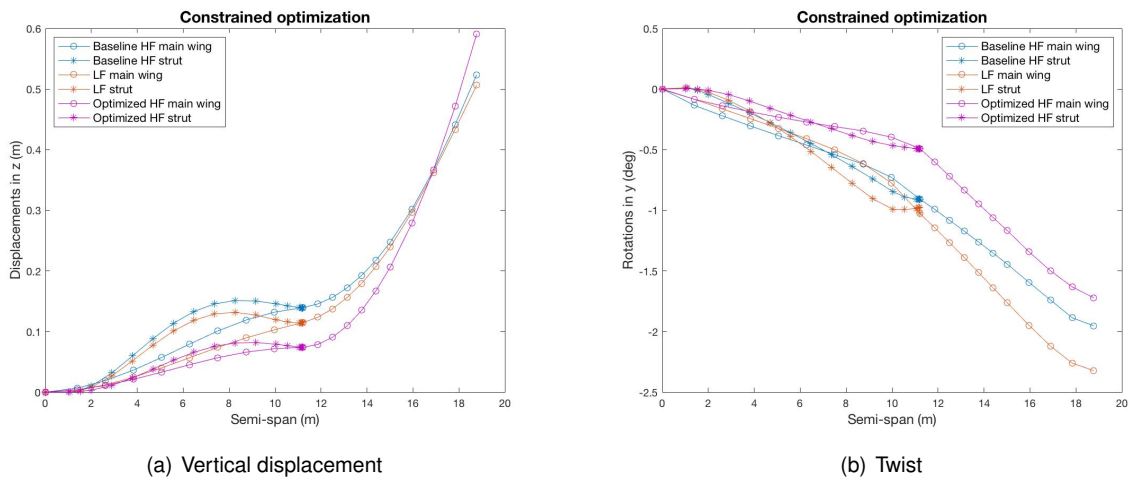 Constrained optimization
0.6
0.5
0.4
0.3
0.2
0.1
0
Displacements in z (m)
Baseline HF main wing
Baseline HF strut
LF main wing
LF strut
Optimized HF main wing
Optimized HF strut
0 2 4 6 8 10 12 14 16 18 20
Semi-span (m)
(a) Vertical displacement
Constrained optimization
0.5
0
-0.5
-1
-1.5
-2
-2.5
Rotations in y (deg)
Baseline HF main wing
Baseline HF strut
LF main wing
LF strut
Optimized HF main wing
Optimized HF strut
0 2 4 6 8 10 12 14 16 18 20
Semi-span (m)
(b) Twist